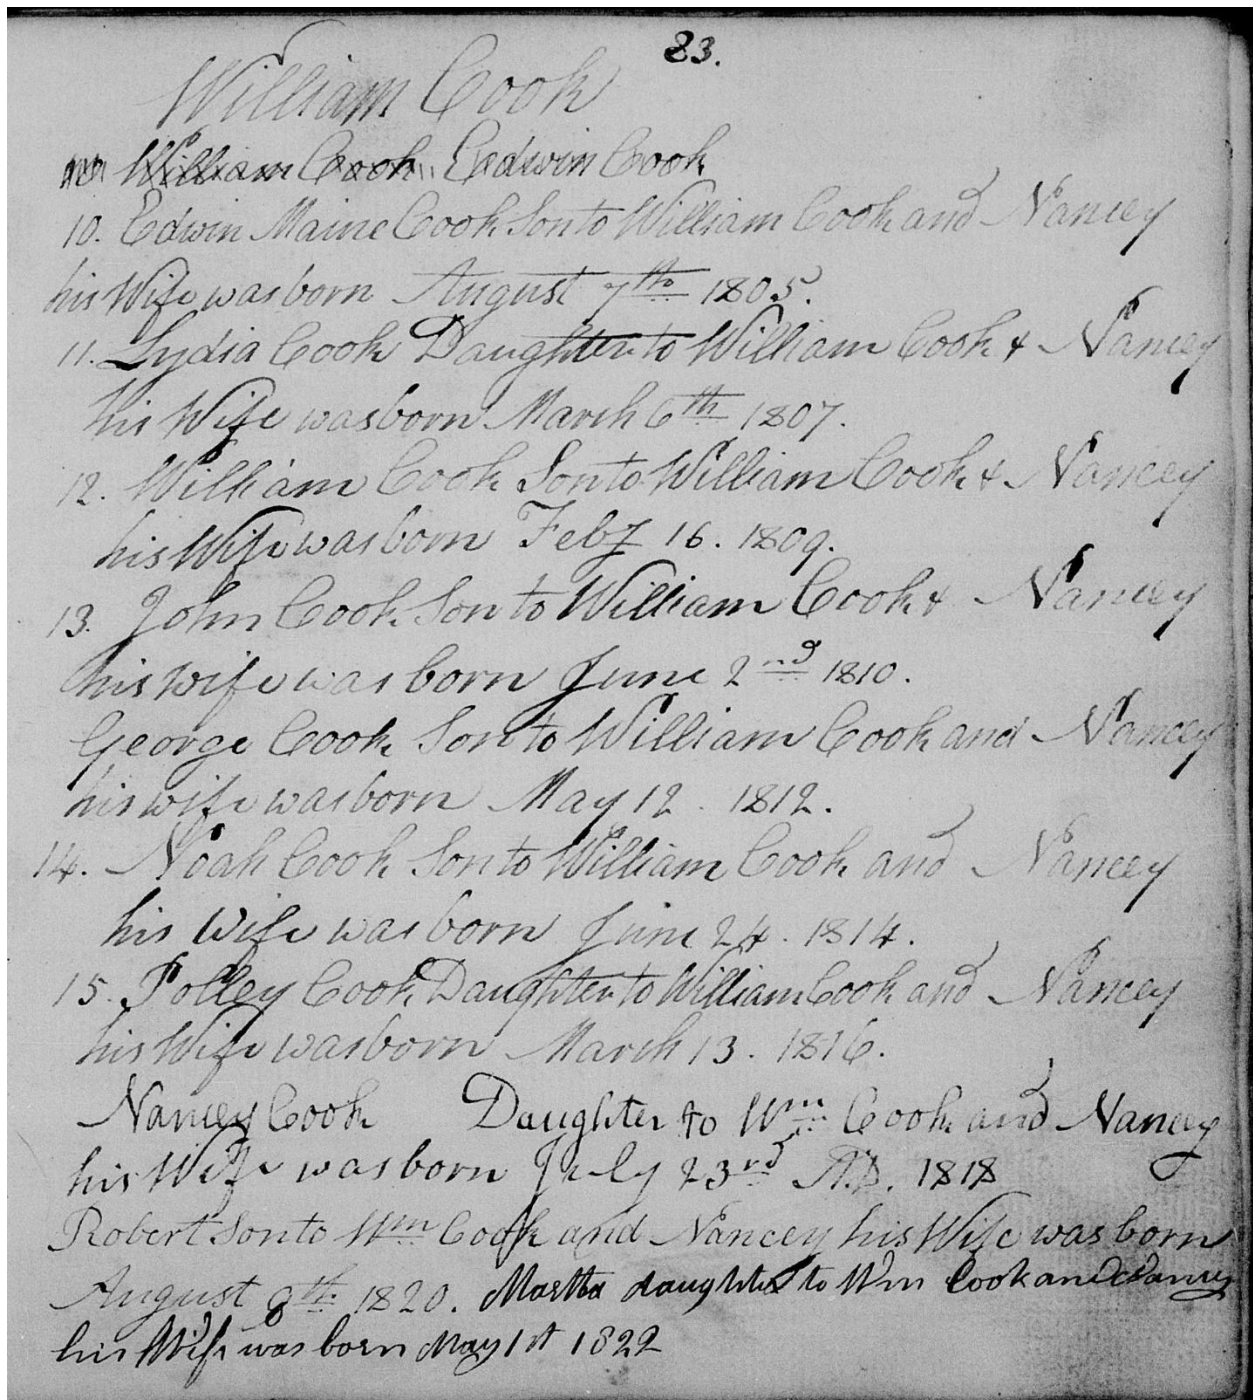 83.
William Cook
William Cook Edwin Cook
10. Edwin Maine Cook Son to William Cook and Nancey
his Wife was born August 7th 1805.
11. Lydia Cook Daughter to William Cook & Nancey
his Wife was born March 6th 1807.
12. William Cook Son to William Cook & Nancey
his Wife was born Feby 16. 1809.
13. John Cook Son to William Cook & Nancey
his wife was born June 2nd 1810.
George Cook Son to William Cook and Nancey
his wife was born May 12. 1812.
14. Noah Cook Son to William Cook and Nancey
his Wife was born June 24. 1814.
15. Polley Cook Daughter to William Cook and Nancey
his Wife was born March 13. 1816.
Nancey Cook Daughter to Wm Cook and Nancey
his Wife was born July 23rd A.D. 1818
Robert Son to Wm Cook and Nancey his Wife was born
August 8th 1820. Martha daughter to Wm Cook and Nancy
his Wife was born May 1st 1822